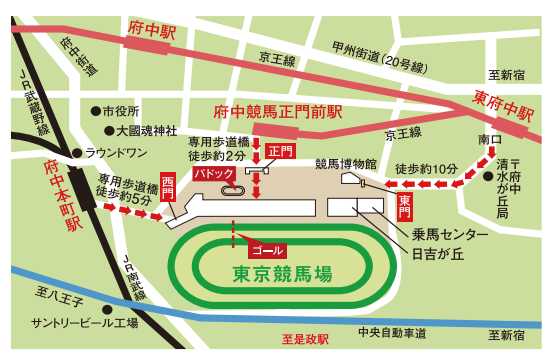 府中駅
府中街道
京王線
甲州街道(20号線)
至新宿
JR武蔵野線
市役所
大國魂神社
ラウンドワン
府中競馬正門前駅
東府中駅
京王線
南口
専用歩道橋
徒歩約2分
正門
競馬博物館
徒歩約10分
〒府中
清水が丘局
府中本町駅
専用歩道橋
徒歩約5分
西門
パドック
東門
乗馬センター
日吉が丘
ゴール
東京競馬場
JR南武線
至八王子
サントリービール工場
至是政駅
中央自動車道
至新宿